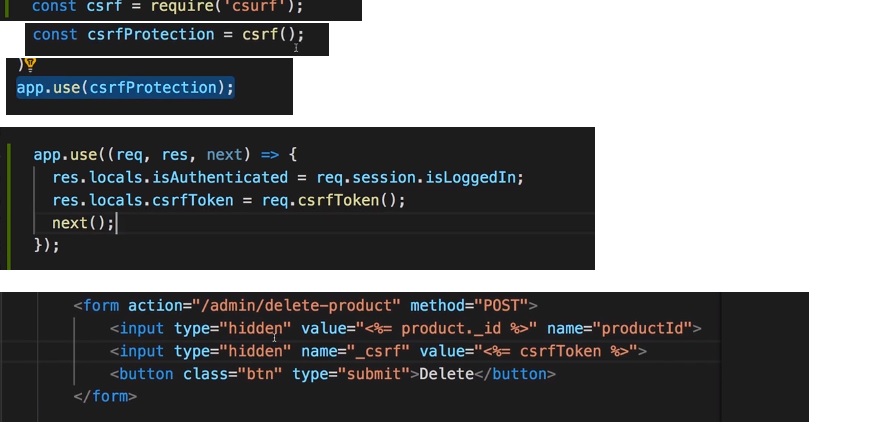 const csrf = require('csurf');
const csrfProtection = csrf();
)
app.use(csrfProtection);
app.use((req, res, next) => {
res.locals.isAuthenticated = req.session.isLoggedIn;
res.locals.csrfToken = req.csrfToken();
next();
});
<form action="/admin/delete-product" method="POST">
<input type="hidden" value="<%= product._id %>" name="productId">
<input type="hidden" name="_csrf" value="<%= csrfToken %>">
<button class="btn" type="submit">Delete</button>
</form>